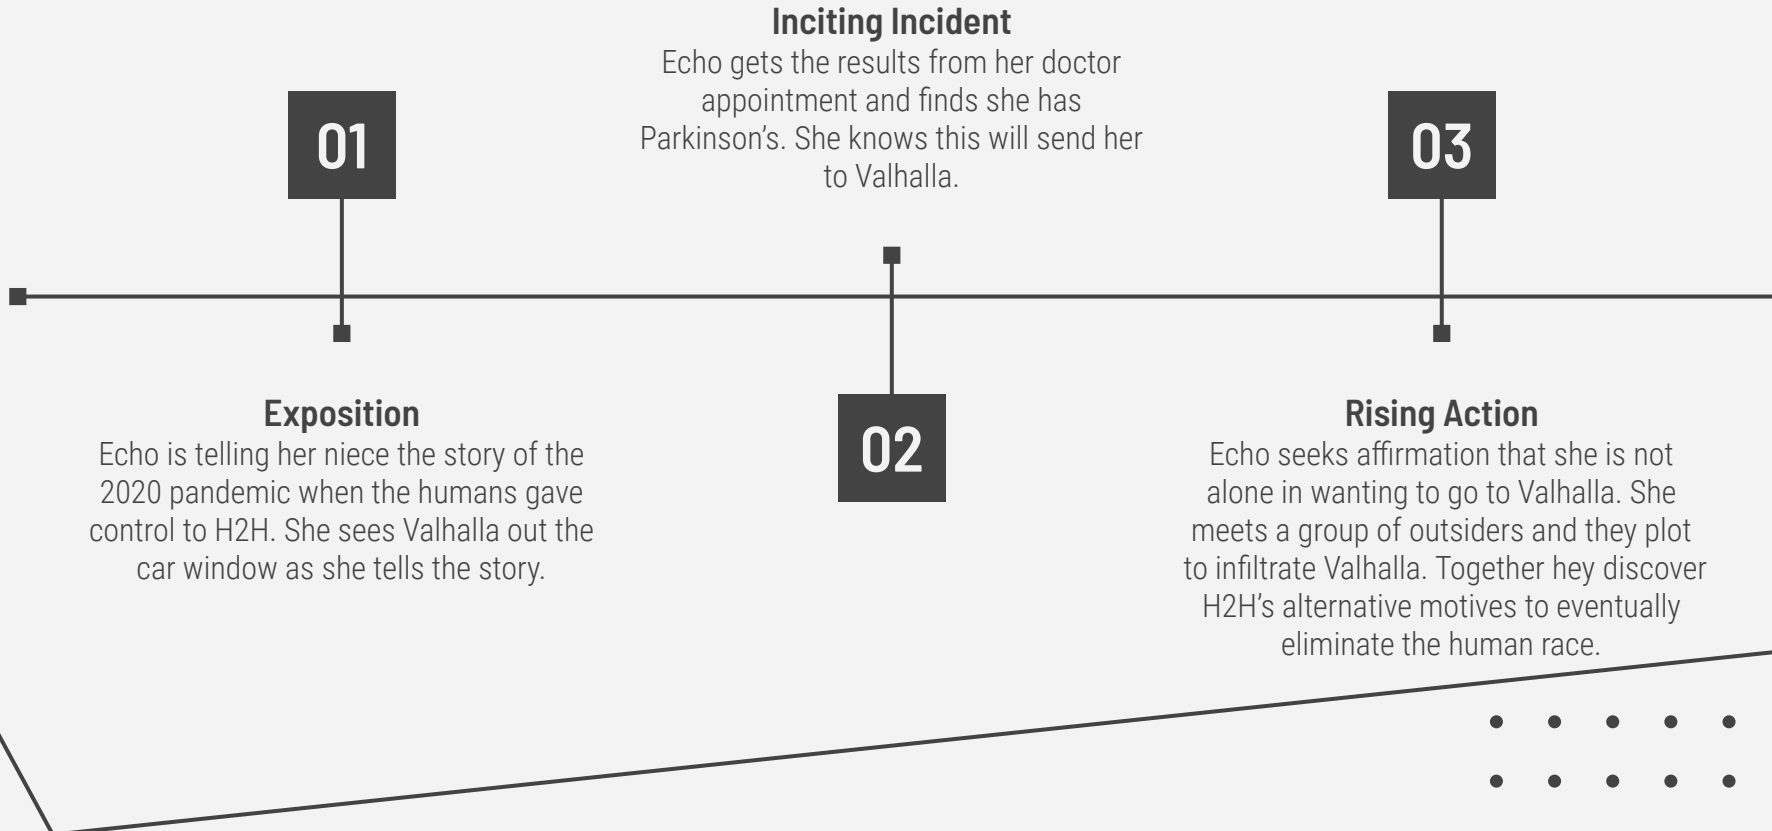 01
Exposition
Echo is telling her niece the story of the
2020 pandemic when the humans gave
control to H2H. She sees Valhalla out the
car window as she tells the story.
Inciting Incident
Echo gets the results from her doctor
appointment and finds she has
Parkinson's. She knows this will send her
to Valhalla.
02
03
Rising Action
Echo seeks affirmation that she is not
alone in wanting to go to Valhalla. She
meets a group of outsiders and they plot
to infiltrate Valhalla. Together hey discover
H2H's alternative motives to eventually
eliminate the human race.